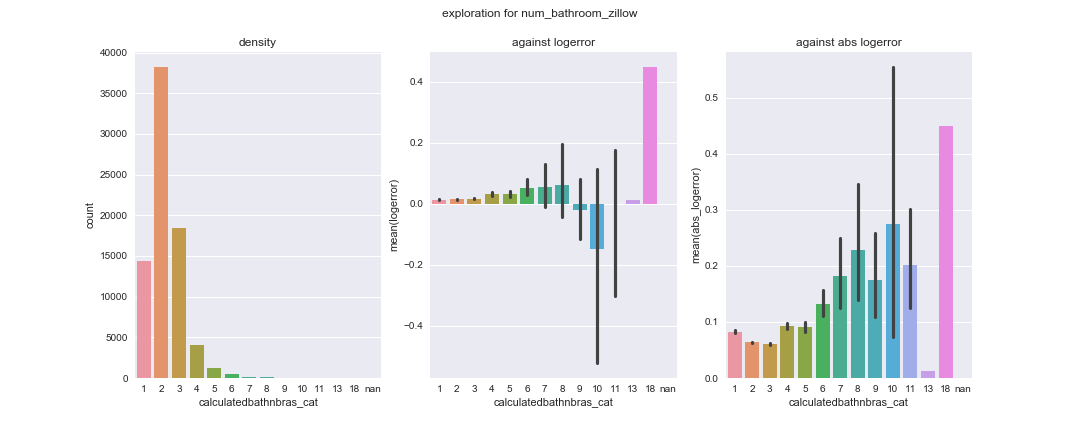 exploration for num_bathroom_zillow
density
count
40000
35000
30000
25000
20000
15000
10000
5000
0
1 2 3 4 5 6 7 8 9 10 11 13 18 nan
calculatedbathnbras_cat
against logerror
mean(logerror)
0.4
0.2
0.0
−0.2
−0.4
1 2 3 4 5 6 7 8 9 10 11 13 18 nan
calculatedbathnbras_cat
against abs logerror
mean(abs_logerror)
0.5
0.4
0.3
0.2
0.1
0.0
1 2 3 4 5 6 7 8 9 10 11 13 18 nan
calculatedbathnbras_cat